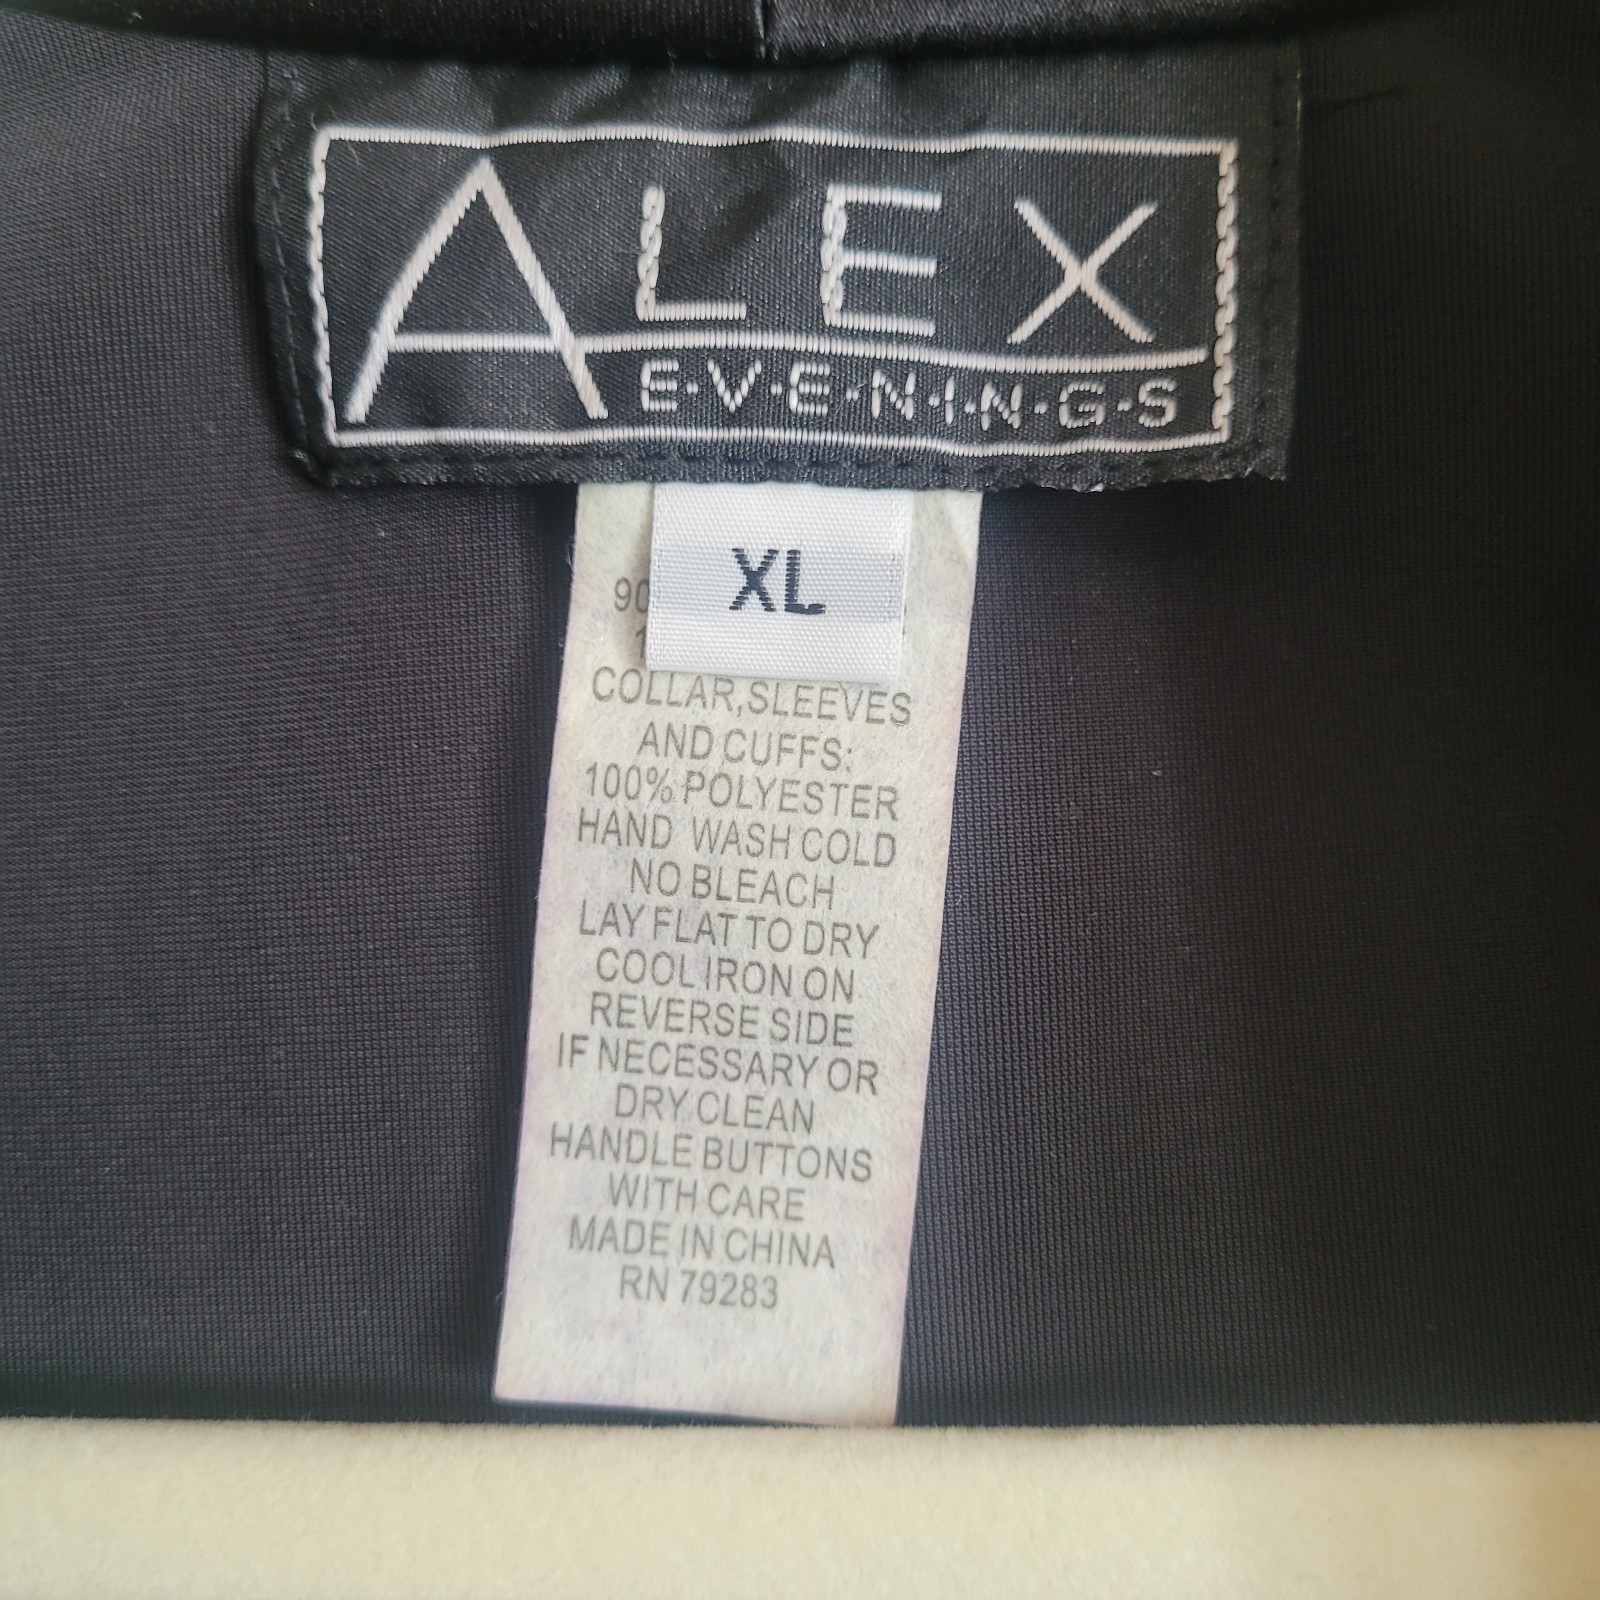 ALEX
E·V·E·N·I·N·G·S
XL
90
COLLAR,SLEEVES
AND CUFFS:
100% POLYESTER
HAND WASH COLD
NO BLEACH
LAY FLAT TO DRY
COOL IRON ON
REVERSE SIDE
IF NECESSARY OR
DRY CLEAN
HANDLE BUTTONS
WITH CARE
MADE IN CHINA
RN 79283